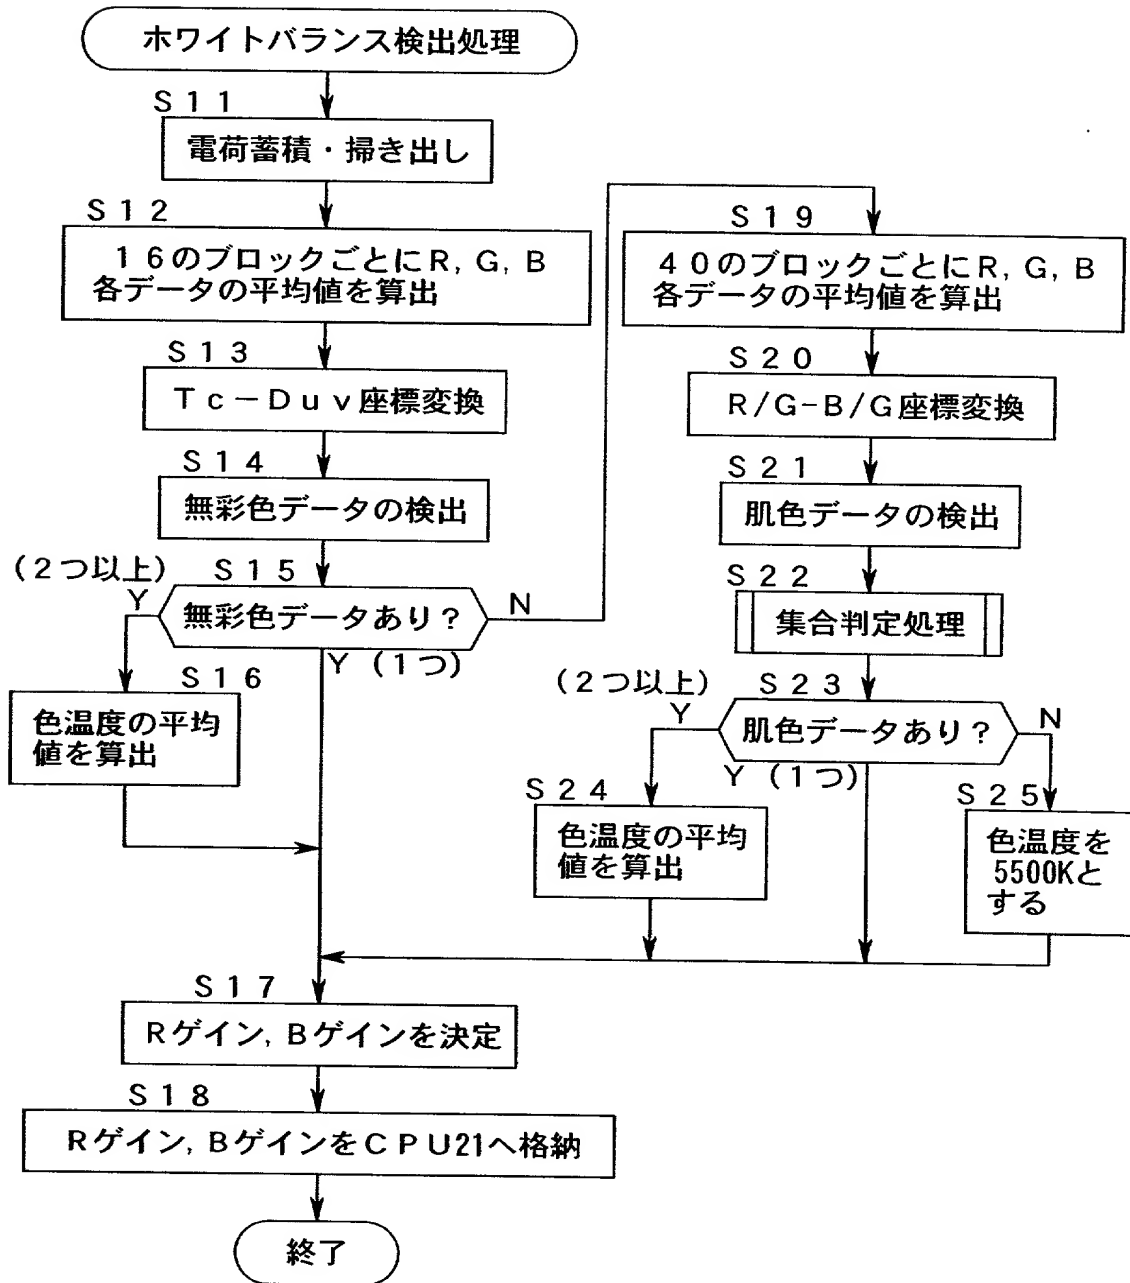 ホワイトバランス検出処理
S11
電荷蓄積・掃き出し
S12
16のブロックごとにR, G, B
各データの平均値を算出
S13
Tc−Duv座標変換
S14
無彩色データの検出
(2つ以上)
S15
Y
無彩色データあり?
N
Y (1つ)
S16
色温度の平均
値を算出
S19
40のブロックごとにR, G, B
各データの平均値を算出
S20
R/G−B/G座標変換
S21
肌色データの検出
S22
集合判定処理
(2つ以上)
S23
Y
肌色データあり?
N
Y (1つ)
S24
色温度の平均
値を算出
S25
色温度を
5500Kと
する
S17
Rゲイン, Bゲインを決定
S18
Rゲイン, BゲインをCPU21へ格納
終了